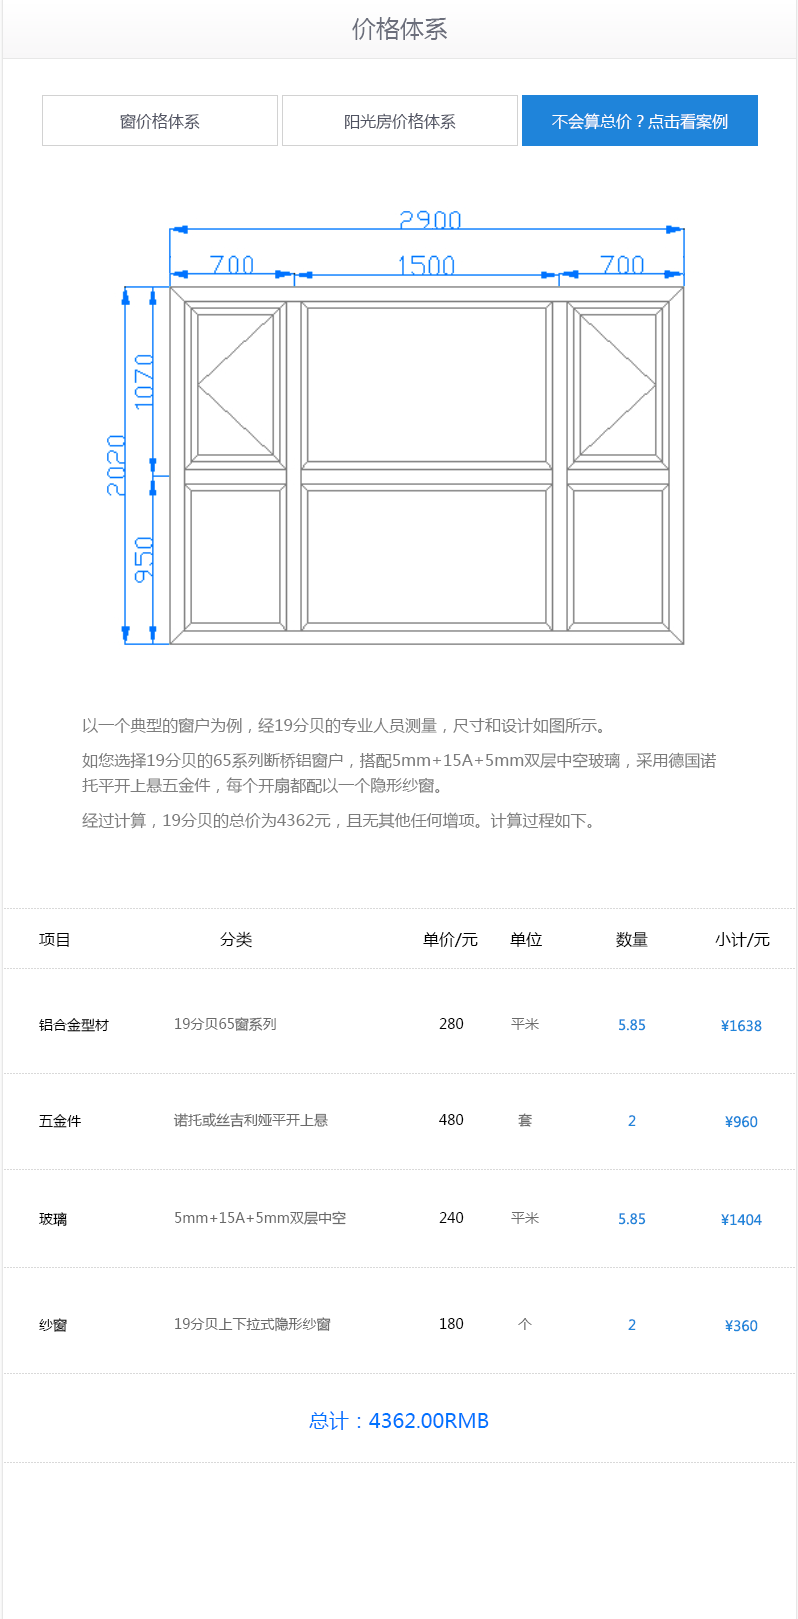 价格体系
窗价格体系 阳光房价格体系 不会算总价？点击看案例
2900
700 1500 700
1070
2020
950
以一个典型的窗户为例，经19分贝的专业人员测量，尺寸和设计如图所示。
如您选择19分贝的65系列断桥铝窗户，搭配5mm+15A+5mm双层中空玻璃，采用德国诺
托平开上悬五金件，每个开扇都配以一个隐形纱窗。
经过计算，19分贝的总价为4362元，且无其他任何增项。计算过程如下。
项目 分类 单价/元 单位 数量 小计/元
铝合金型材 19分贝65窗系列 280 平米 5.85 ¥1638
五金件 诺托或丝吉利娅平开上悬 480 套 2 ¥960
玻璃 5mm+15A+5mm双层中空 240 平米 5.85 ¥1404
纱窗 19分贝上下拉式隐形纱窗 180 个 2 ¥360
总计：4362.00RMB